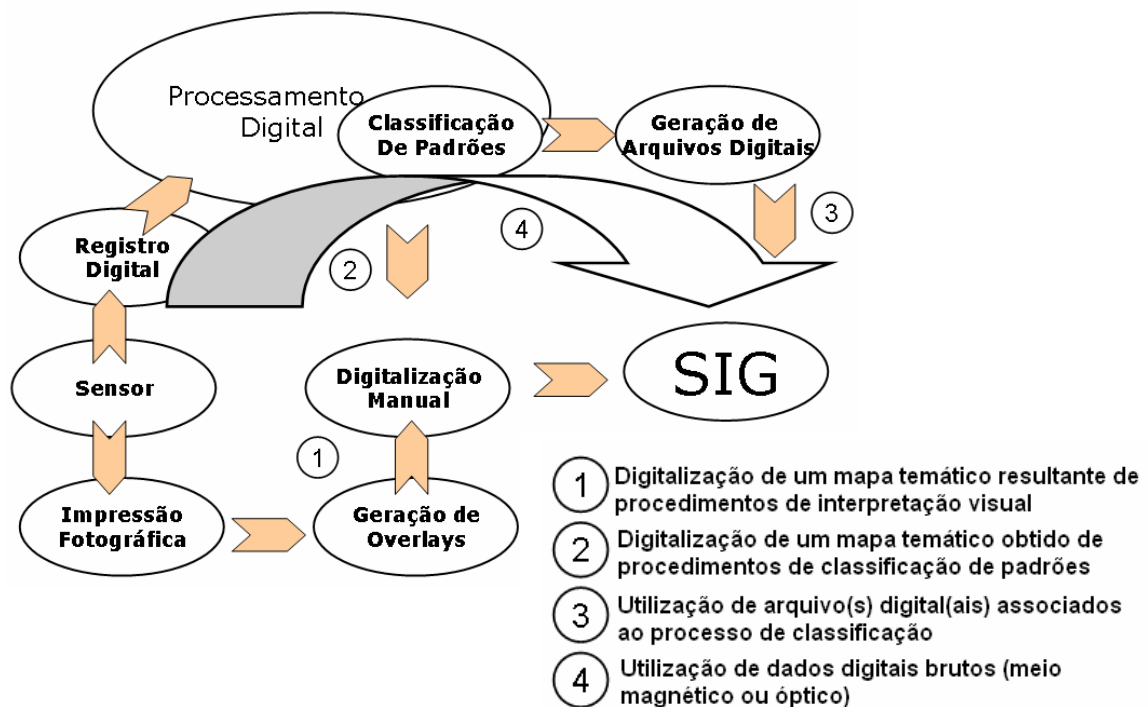 Processamento
Digital
Classificação
De Padrões
Geração de
Arquivos Digitais
4
3
Registro
Digital
2
Sensor
Digitalização
Manual
SIG
1
Impressão
Fotográfica
Geração de
Overlays
1 Digitalização de um mapa temático resultante de
procedimentos de interpretação visual
2 Digitalização de um mapa temático obtido de
procedimentos de classificação de padrões
3 Utilização de arquivo(s) digital(ais) associados
ao processo de classificação
4 Utilização de dados digitais brutos (meio
magnético ou óptico)